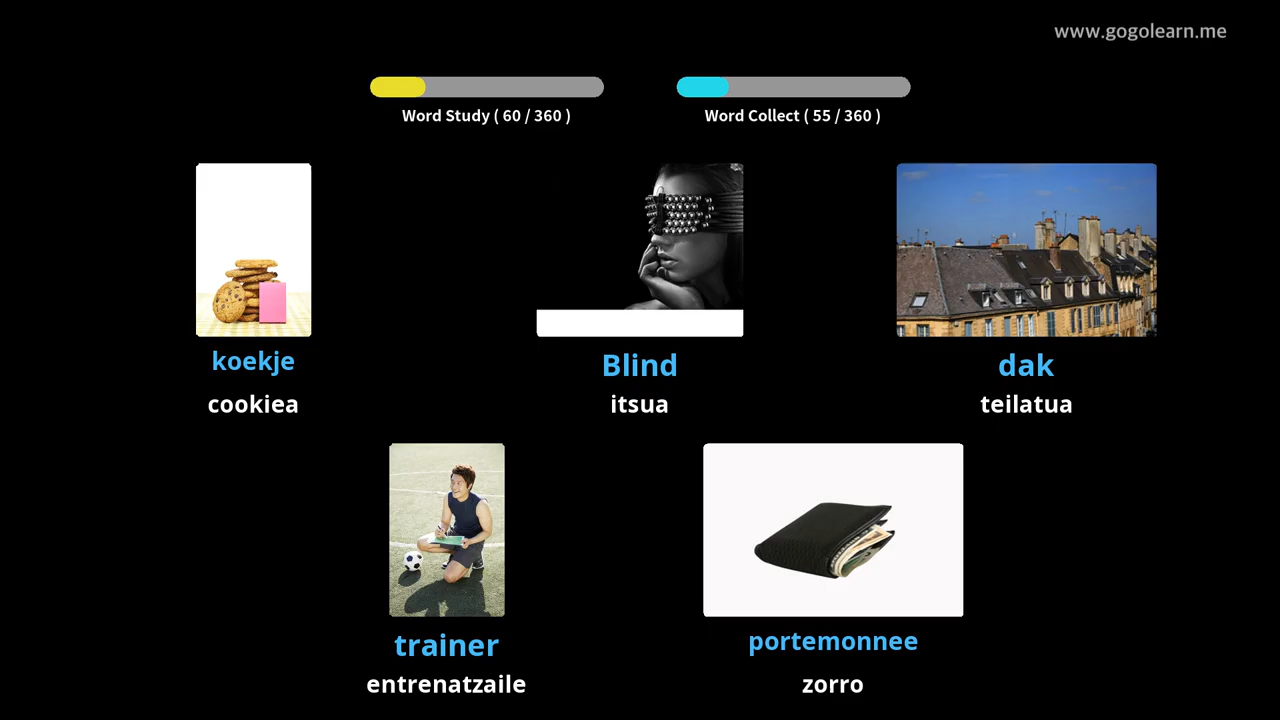 www.gogolearn.me
Word Study ( 60 / 360 )
Word Collect ( 55 / 360 )
koekje
Blind
dak
cookiea
itsua
teilatua
trainer
portemonnee
entrenatzaile
zorro